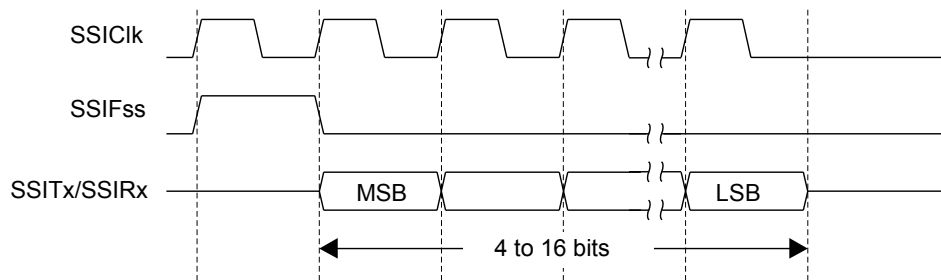 SSIClk
SSIFss
SSITx/SSIRx
MSB
LSB
4 to 16 bits